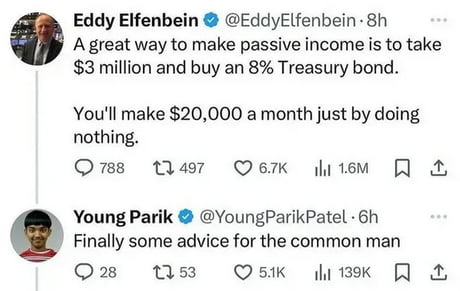 Eddy Elfenbein @EddyElfenbein · 8h
A great way to make passive income is to take
$3 million and buy an 8% Treasury bond.
You'll make $20,000 a month just by doing
nothing.
788 497 6.7K 1.6M
Young Parik @YoungParikPatel · 6h
Finally some advice for the common man
28 53 5.1K 139K